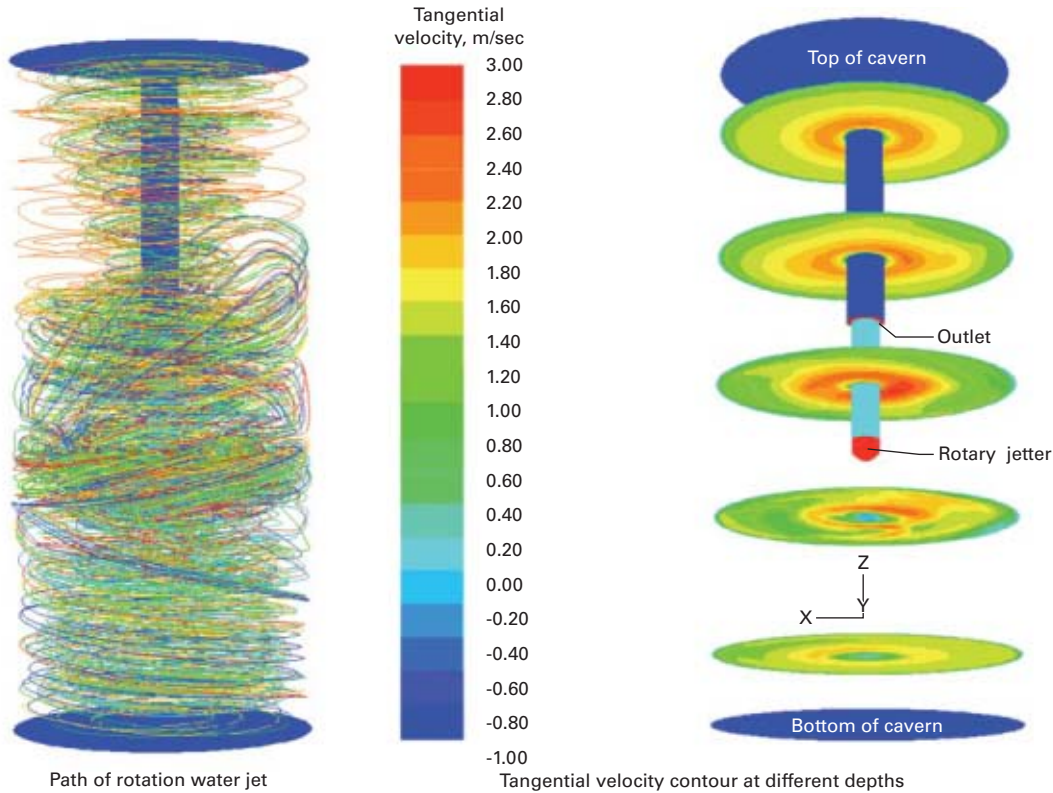 Tangential
velocity, m/sec
3.00
2.80
2.60
2.40
2.20
2.00
1.80
1.60
1.40
1.20
1.00
0.80
0.60
0.40
0.20
0.00
-0.20
-0.40
-0.60
-0.80
-1.00
Top of cavern
Outlet
Rotary jetter
Z
Y
X
Bottom of cavern
Path of rotation water jet
Tangential velocity contour at different depths